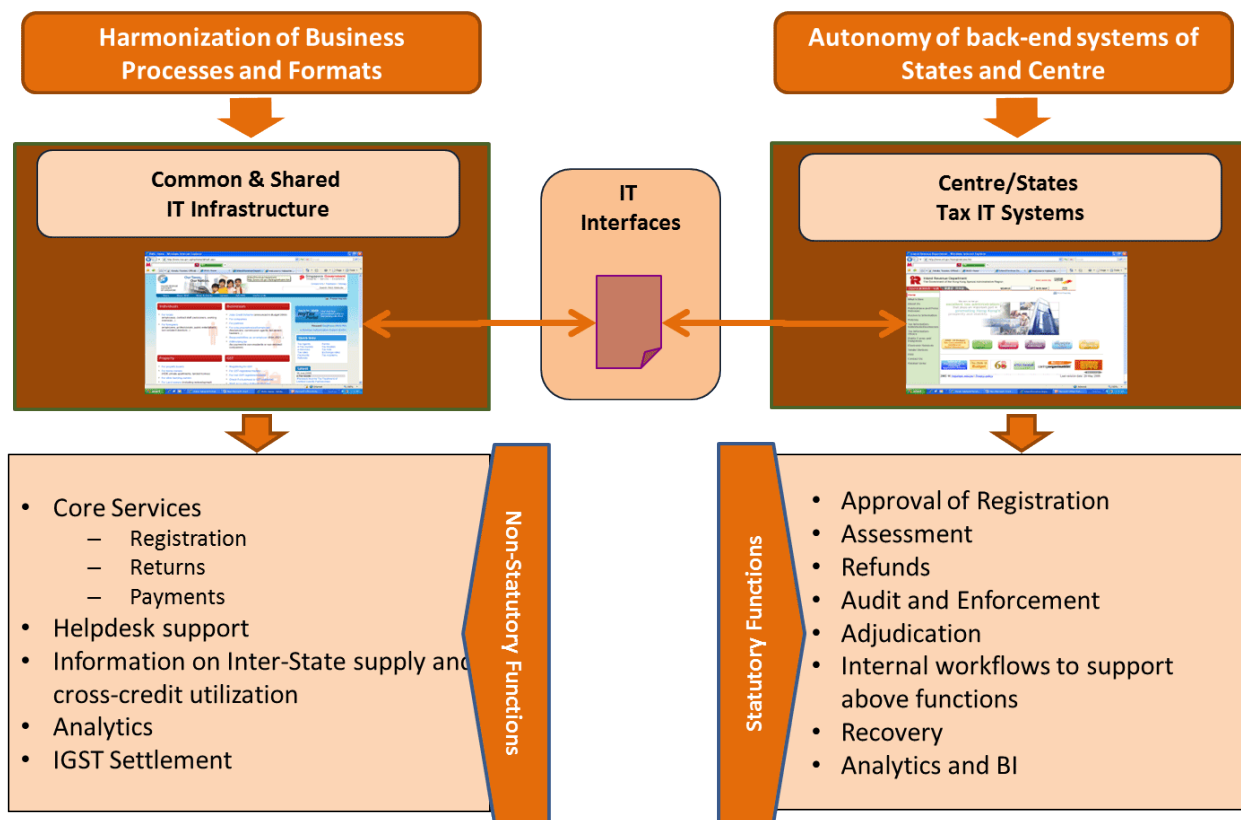 Harmonization of Business
Processes and Formats
Autonomy of back-end systems of
States and Centre
Common & Shared
IT Infrastructure
IT
Interfaces
Centre/States
Tax IT Systems
• Core Services
– Registration
– Returns
– Payments
• Helpdesk support
• Information on Inter-State supply and
cross-credit utilization
• Analytics
• IGST Settlement
Non-Statutory Functions
Statutory Functions
• Approval of Registration
• Assessment
• Refunds
• Audit and Enforcement
• Adjudication
• Internal workflows to support
above functions
• Recovery
• Analytics and BI